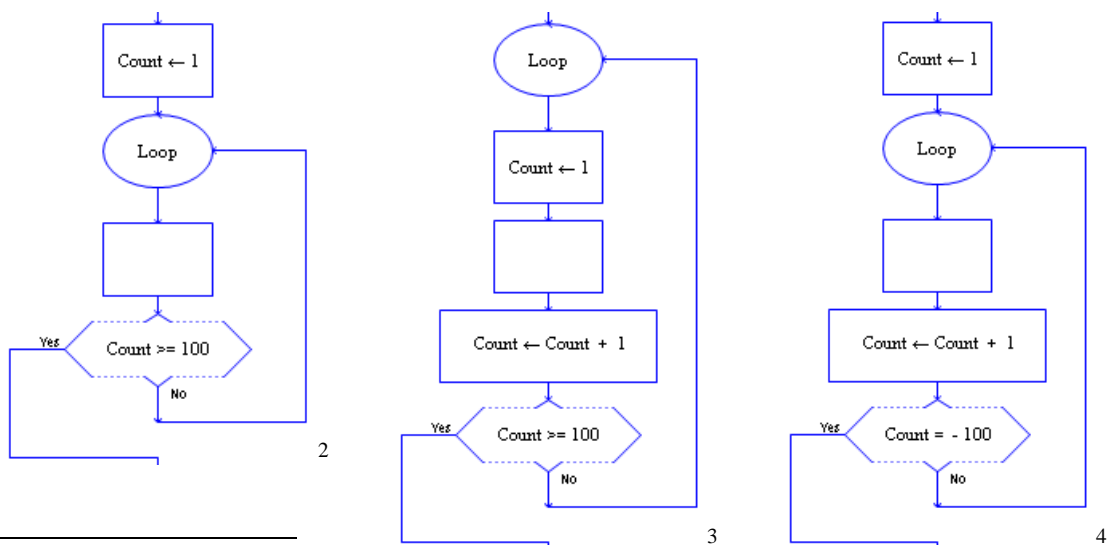 Count ← 1
Loop
Count >= 100
Yes
No
2
Loop
Count ← 1
Count ← Count + 1
Count >= 100
Yes
No
3
Count ← 1
Loop
Count ← Count + 1
Count = - 100
Yes
No
4